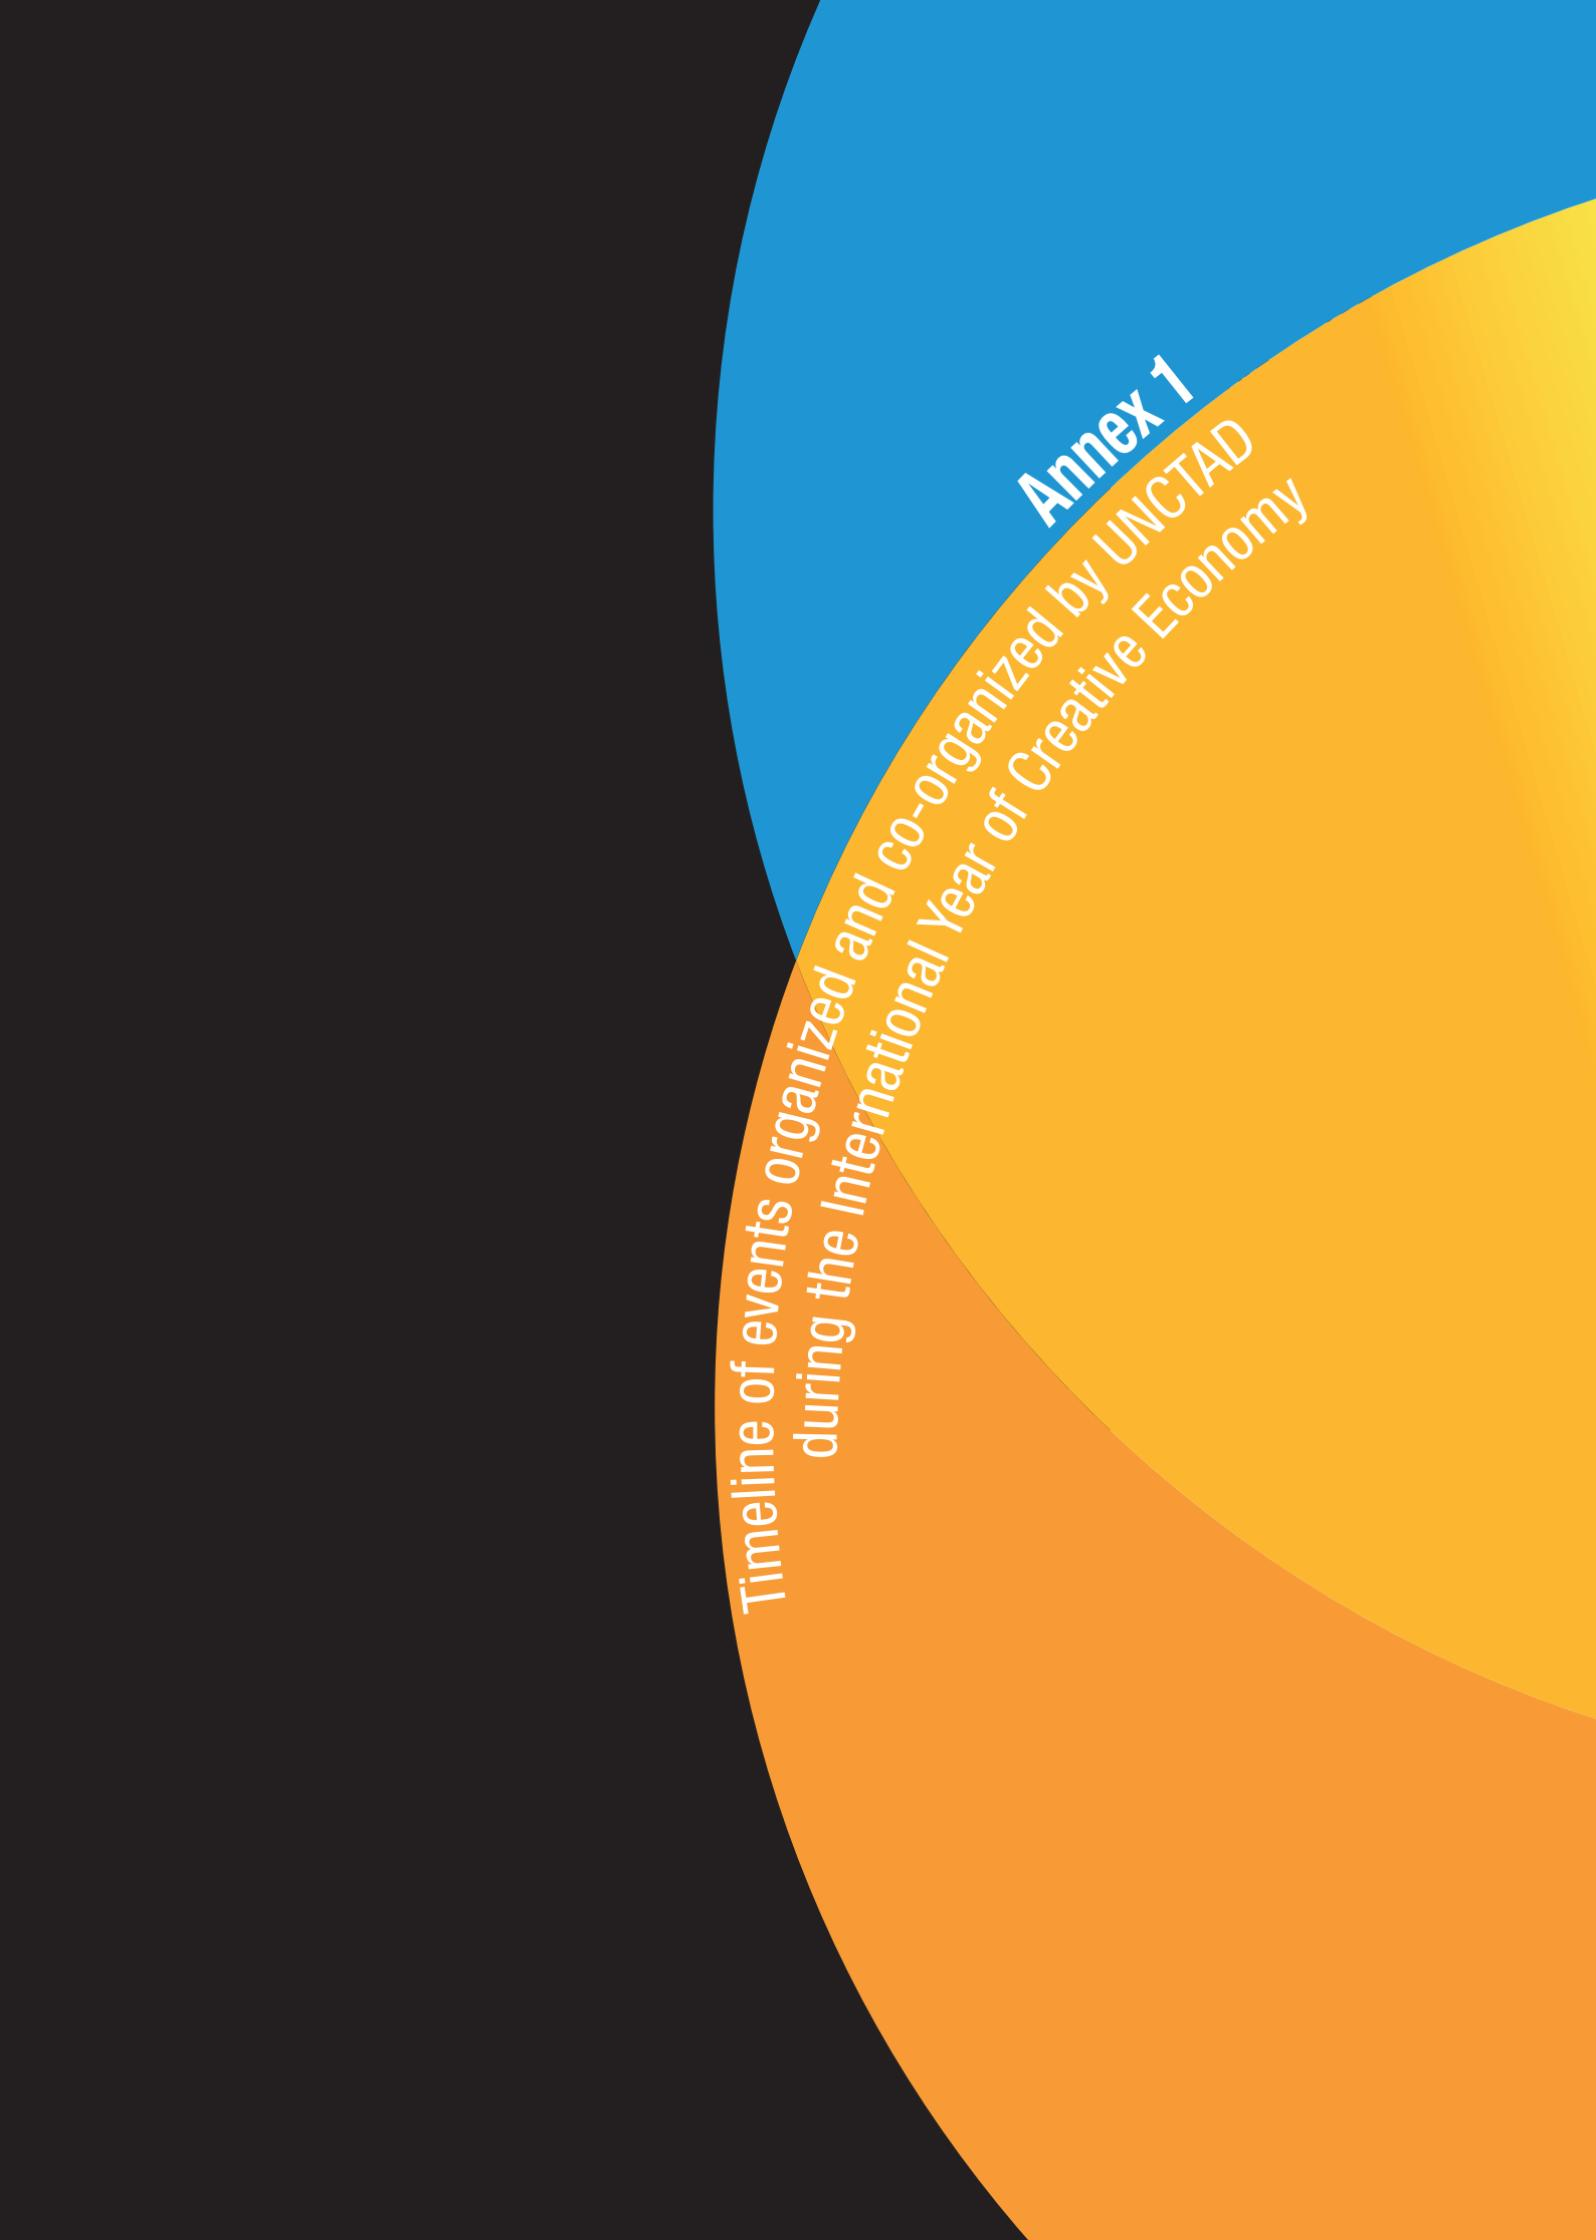 Annex 1
Timeline of events organized and co-organized by UNCTAD
during the International Year of Creative Economy